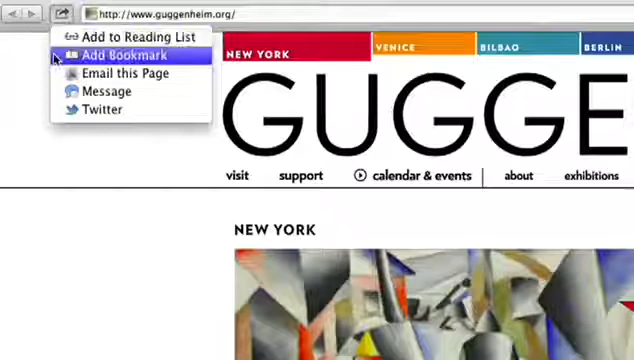 http://www.guggenheim.org/
Add to Reading List
Add Bookmark
Email this Page
Message
Twitter
NEW YORK
VENICE
BILBAO
BERLIN
GUGGE
visit
support
calendar & events
about
exhibitions
NEW YORK